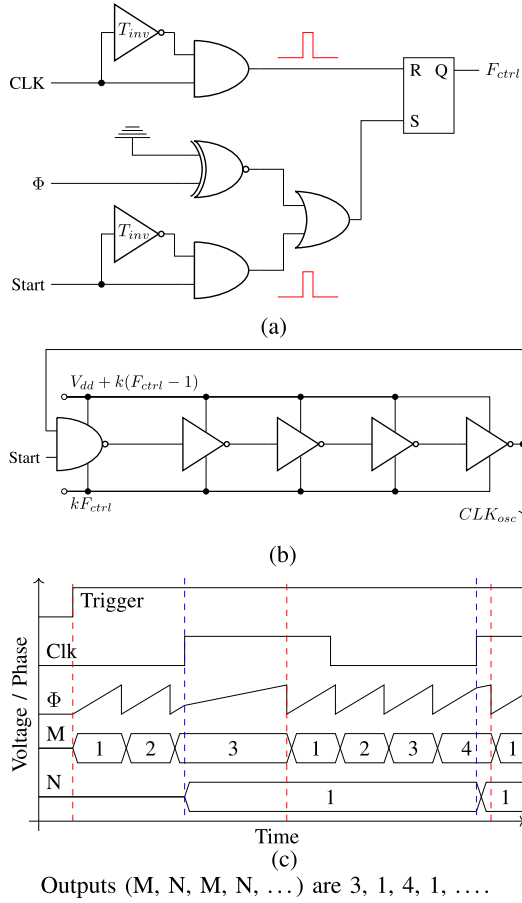 T_inv
CLK
R Q
F_ctrl
S
Φ
T_inv
Start
(a)
V_dd + k(F_ctrl − 1)
Start
kF_ctrl
CLK_osc
(b)
Trigger
Clk
Φ
M 1 2 3 1 2 3 4 1
N 1 1
Voltage / Phase
Time
(c)
Outputs (M, N, M, N, ...) are 3, 1, 4, 1, ....